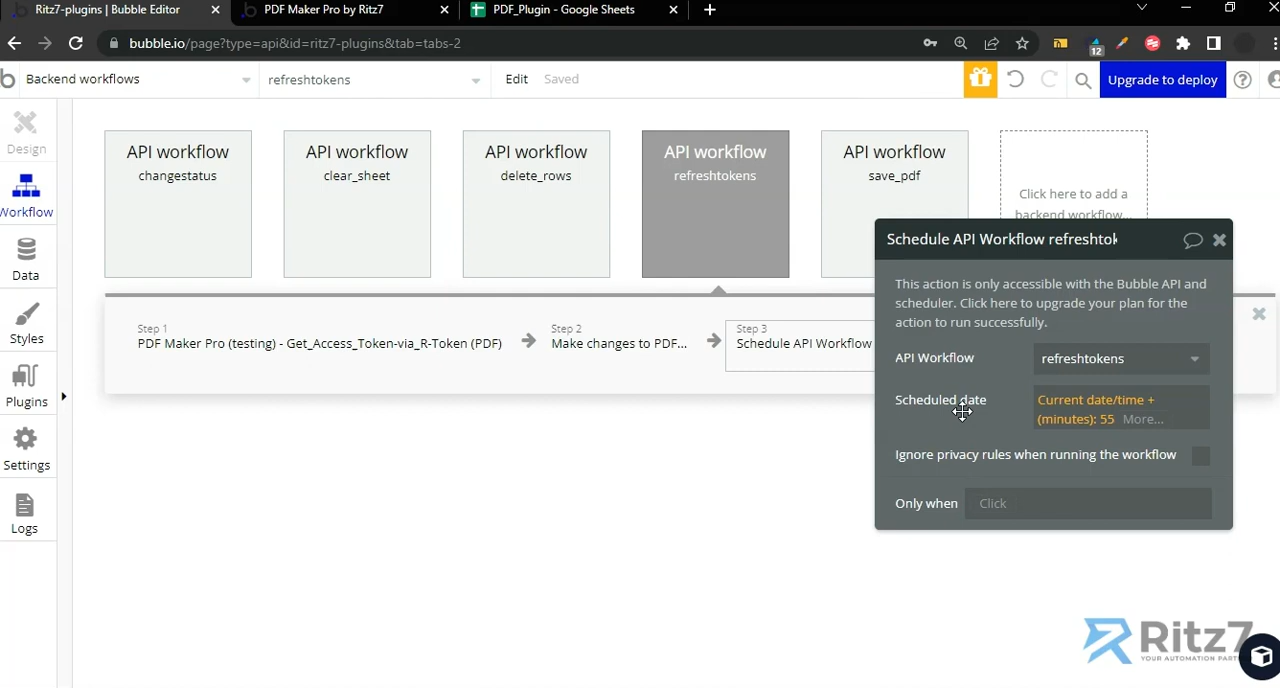 Ritz7-plugins | Bubble Editor
PDF Maker Pro by Ritz7
PDF_Plugin - Google Sheets
bubble.io/page?type=api&id=ritz7-plugins&tab=tabs-2
12
Backend workflows
refreshtokens
Edit
Saved
Upgrade to deploy
Design
Workflow
Data
Styles
Plugins
Settings
Logs
API workflow
changestatus
API workflow
clear_sheet
API workflow
delete_rows
API workflow
refreshtokens
API workflow
save_pdf
Click here to add a
backend workflow...
Step 1
PDF Maker Pro (testing) - Get_Access_Token-via_R-Token (PDF)
Step 2
Make changes to PDF...
Step 3
Schedule API Workflow
Schedule API Workflow refreshtok
This action is only accessible with the Bubble API and
scheduler. Click here to upgrade your plan for the
action to run successfully.
API Workflow
refreshtokens
Scheduled date
Current date/time +
(minutes): 55 More...
Ignore privacy rules when running the workflow
Only when
Click
Ritz7
YOUR AUTOMATION PART